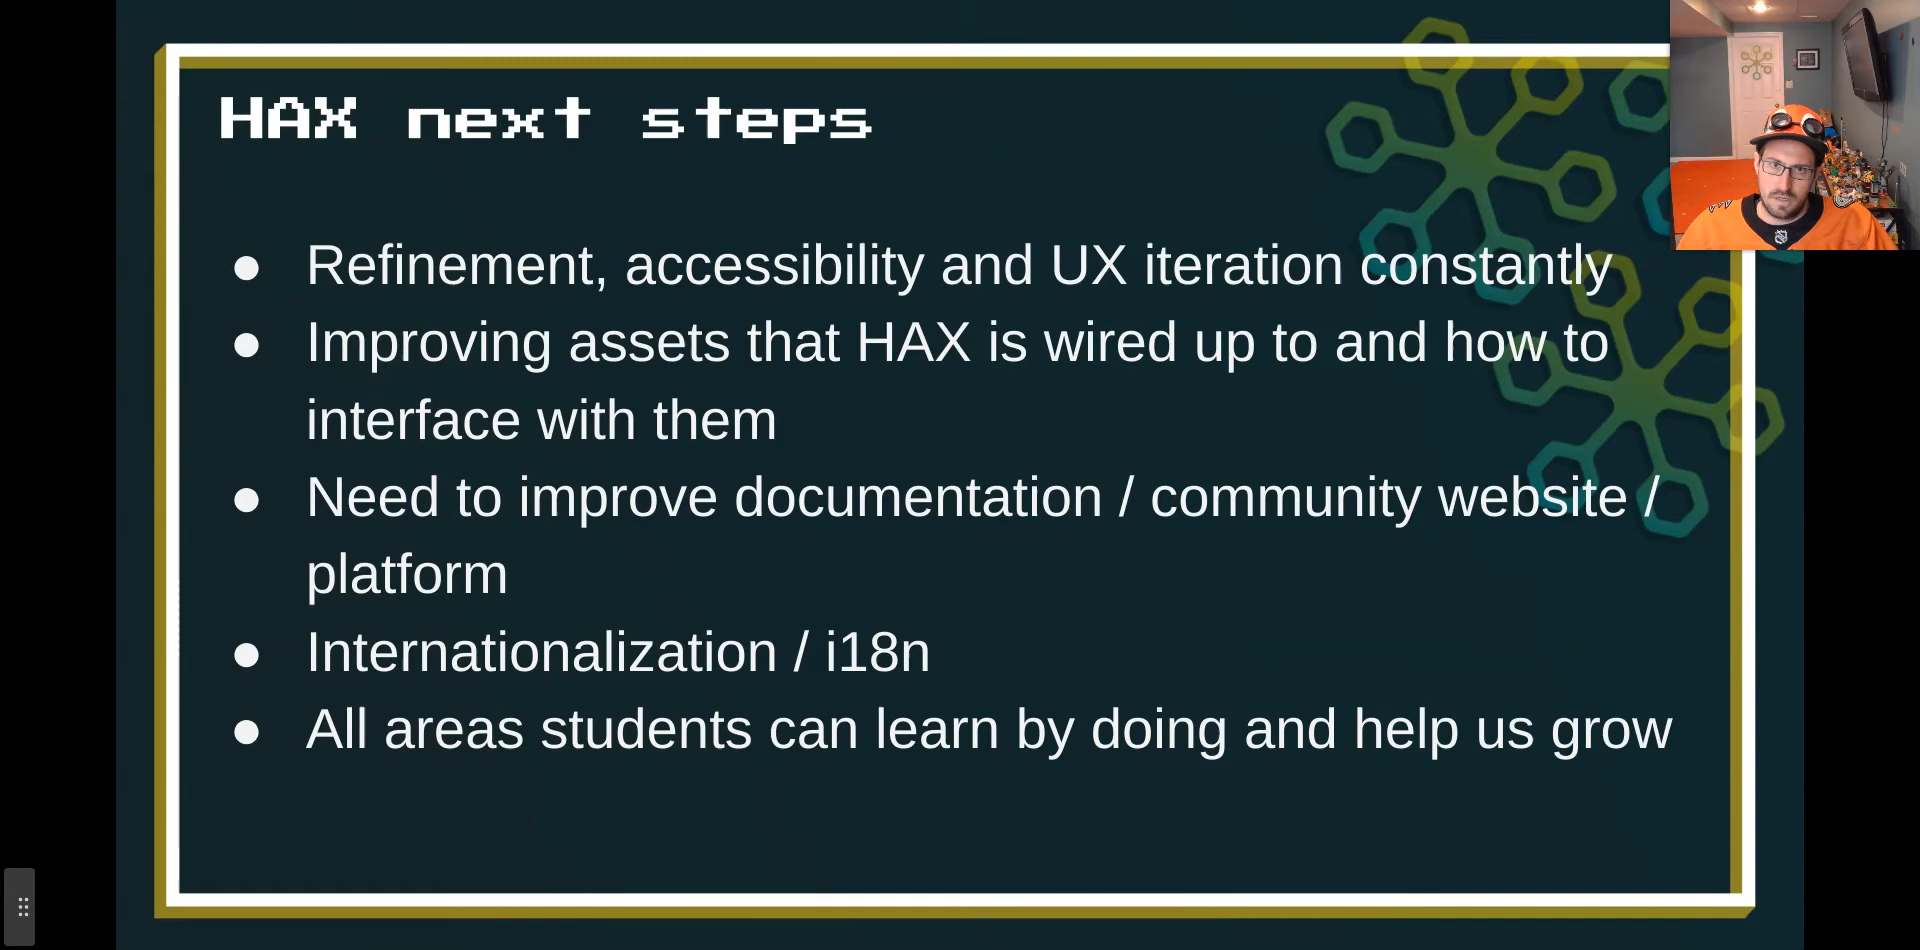 HAX next steps
● Refinement, accessibility and UX iteration constantly
● Improving assets that HAX is wired up to and how to
interface with them
● Need to improve documentation / community website /
platform
● Internationalization / i18n
● All areas students can learn by doing and help us grow